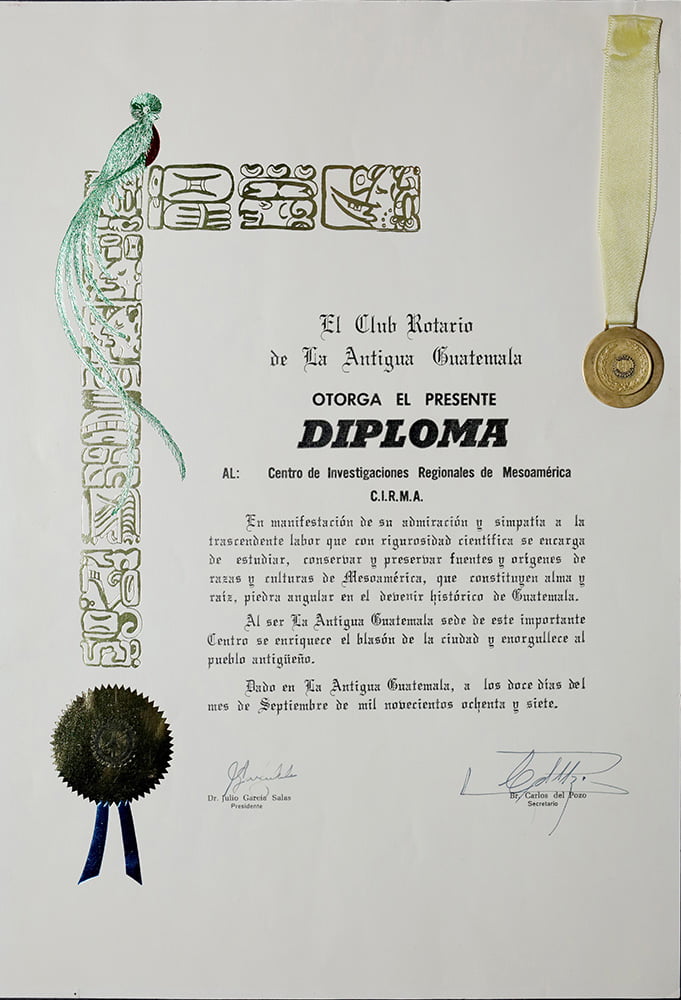 El Club Rotario
de La Antigua Guatemala
OTORGA EL PRESENTE
DIPLOMA
AL: Centro de Investigaciones Regionales de Mesoamérica
C.I.R.M.A.
En manifestación de su admiración y simpatía a la
trascendente labor que con rigurosidad científica se encarga
de estudiar, conservar y preservar fuentes y orígenes de
razas y culturas de Mesoamérica, que constituyen alma y
raíz, piedra angular en el devenir histórico de Guatemala.
Al ser La Antigua Guatemala sede de este importante
Centro se enriquece el blasón de la ciudad y enorgullece al
pueblo antigüeño.
Dado en La Antigua Guatemala, a los doce días del
mes de Septiembre de mil novecientos ochenta y siete.
Dr. Julio García Salas
Presidente
Br. Carlos del Pozo
Secretario